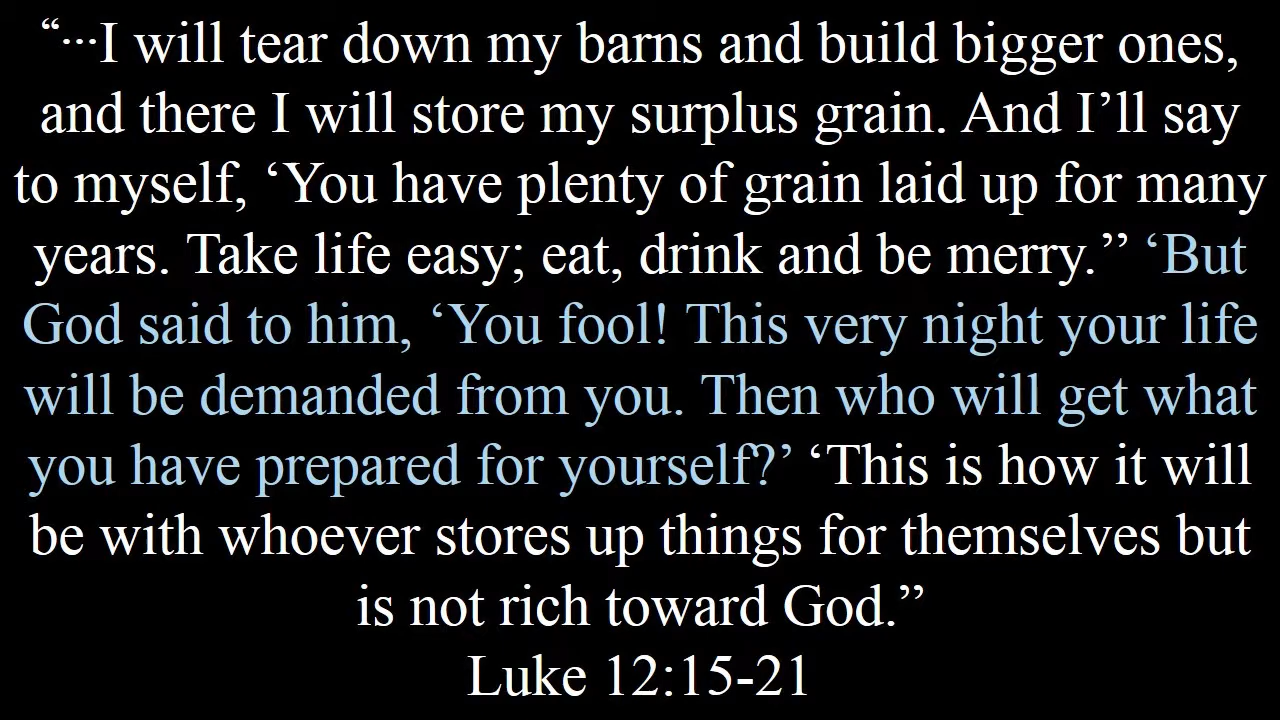 “···I will tear down my barns and build bigger ones,
and there I will store my surplus grain. And I’ll say
to myself, ‘You have plenty of grain laid up for many
years. Take life easy; eat, drink and be merry.’’ ‘But
God said to him, ‘You fool! This very night your life
will be demanded from you. Then who will get what
you have prepared for yourself?’ ‘This is how it will
be with whoever stores up things for themselves but
is not rich toward God.’’
Luke 12:15-21